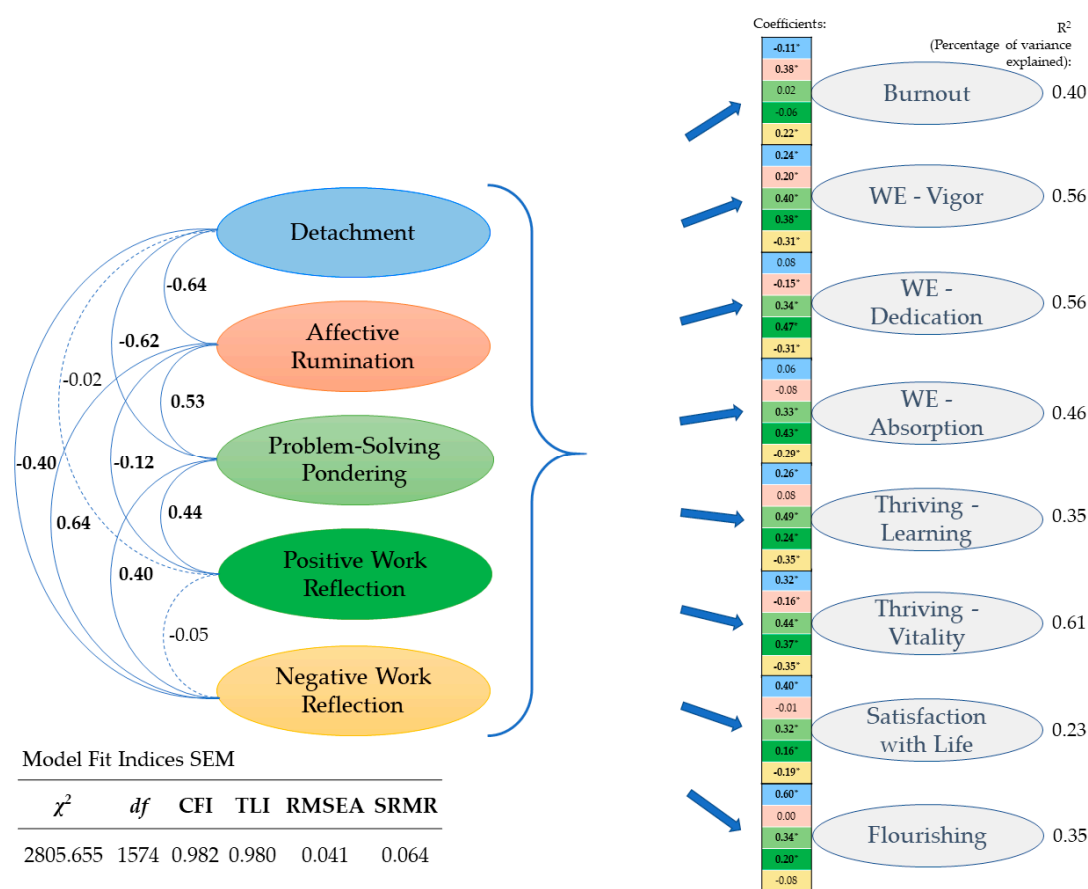 Coefficients:
R²
(Percentage of variance
explained):
Detachment
Affective
Rumination
Problem-Solving
Pondering
Positive Work
Reflection
Negative Work
Reflection
-0.64
-0.62
-0.02
0.53
-0.40
-0.12
0.64
0.44
0.40
-0.05
-0.11*
0.38*
0.02
-0.06
0.22*
Burnout
0.40
0.24*
0.20*
0.40*
0.38*
-0.31*
WE - Vigor
0.56
0.08
-0.15*
0.34*
0.47*
-0.31*
WE -
Dedication
0.56
0.06
-0.08
0.33*
0.43*
-0.29*
WE -
Absorption
0.46
0.26*
0.08
0.49*
0.24*
-0.35*
Thriving -
Learning
0.35
0.32*
-0.16*
0.44*
0.37*
-0.35*
Thriving -
Vitality
0.61
0.40*
-0.01
0.32*
0.16*
-0.19*
Satisfaction
with Life
0.23
0.60*
0.00
0.34*
0.20*
-0.08
Flourishing
0.35
Model Fit Indices SEM
χ² df CFI TLI RMSEA SRMR
2805.655 1574 0.982 0.980 0.041 0.064